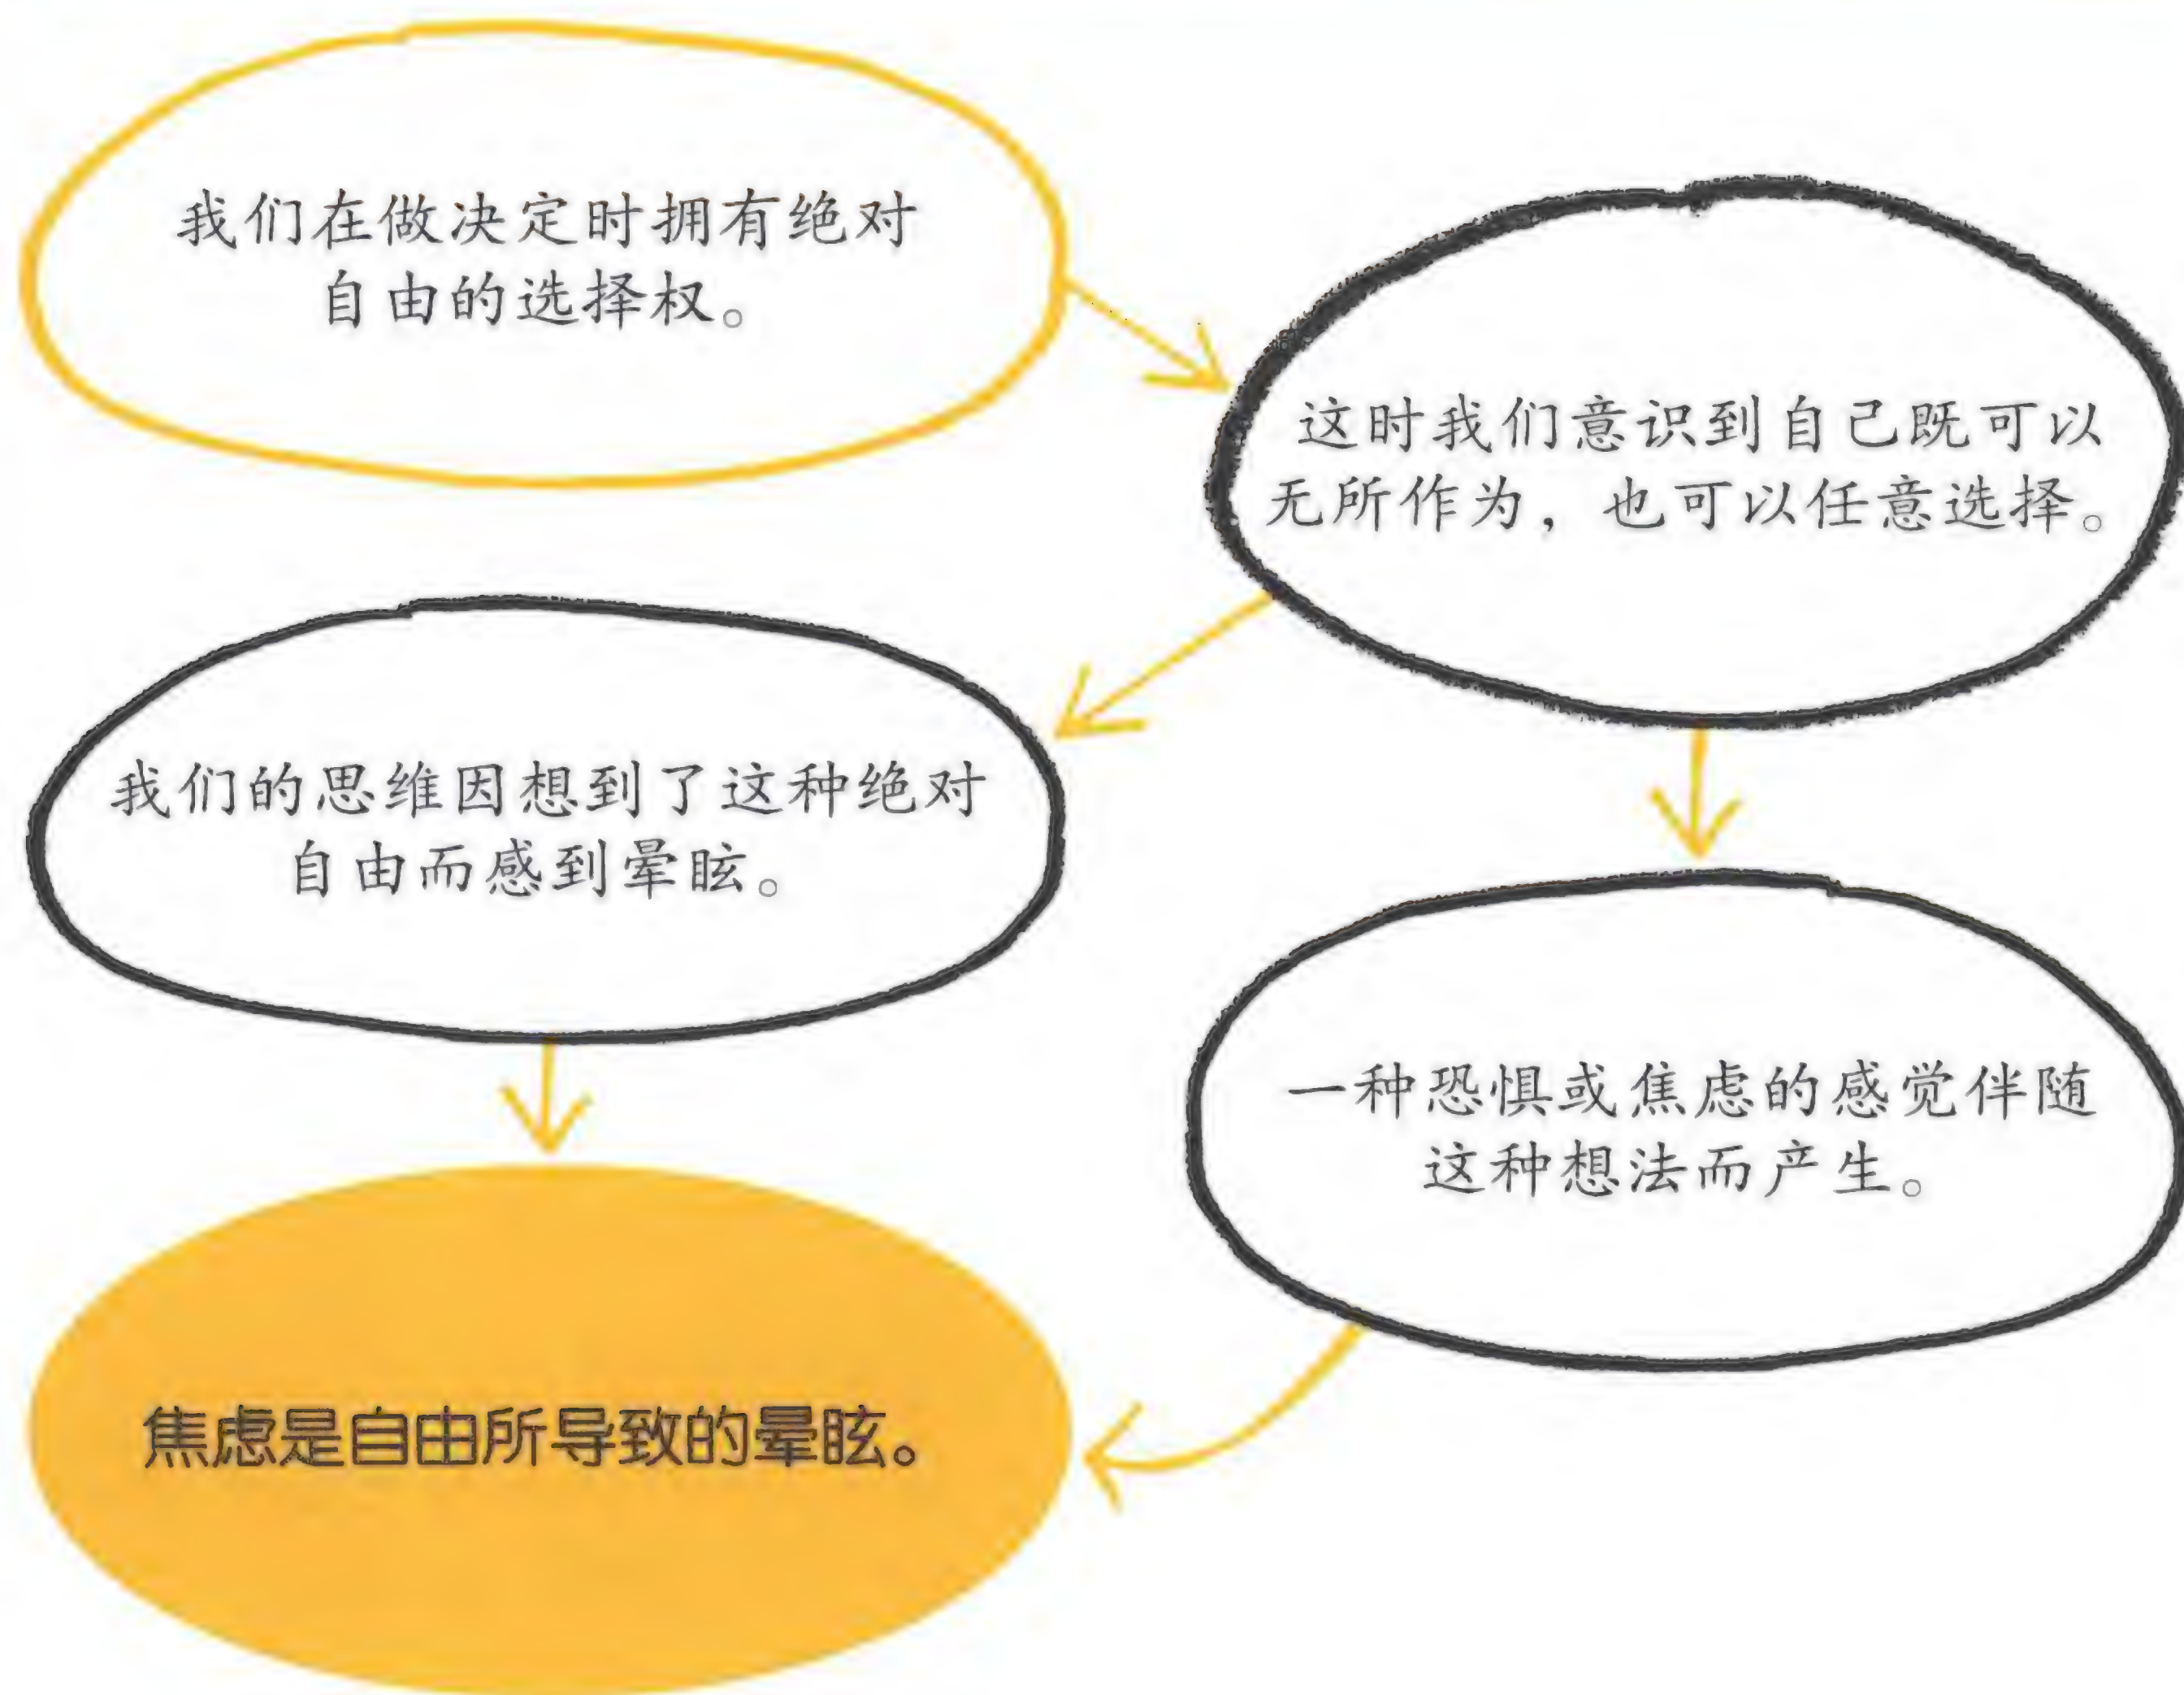 我们在做决定时拥有绝对
自由的选择权。
这时我们意识到自己既可以
无所作为，也可以任意选择。
我们的思维因想到了这种绝对
自由而感到晕眩。
一种恐惧或焦虑的感觉伴随
这种想法而产生。
焦虑是自由所导致的晕眩。